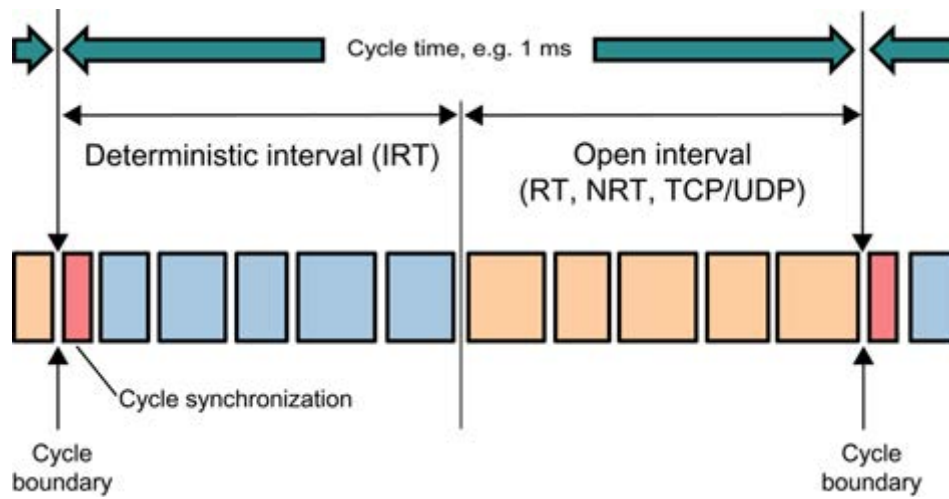 Cycle time, e.g. 1 ms
Deterministic interval (IRT)
Open interval
(RT, NRT, TCP/UDP)
Cycle synchronization
Cycle
boundary
Cycle
boundary